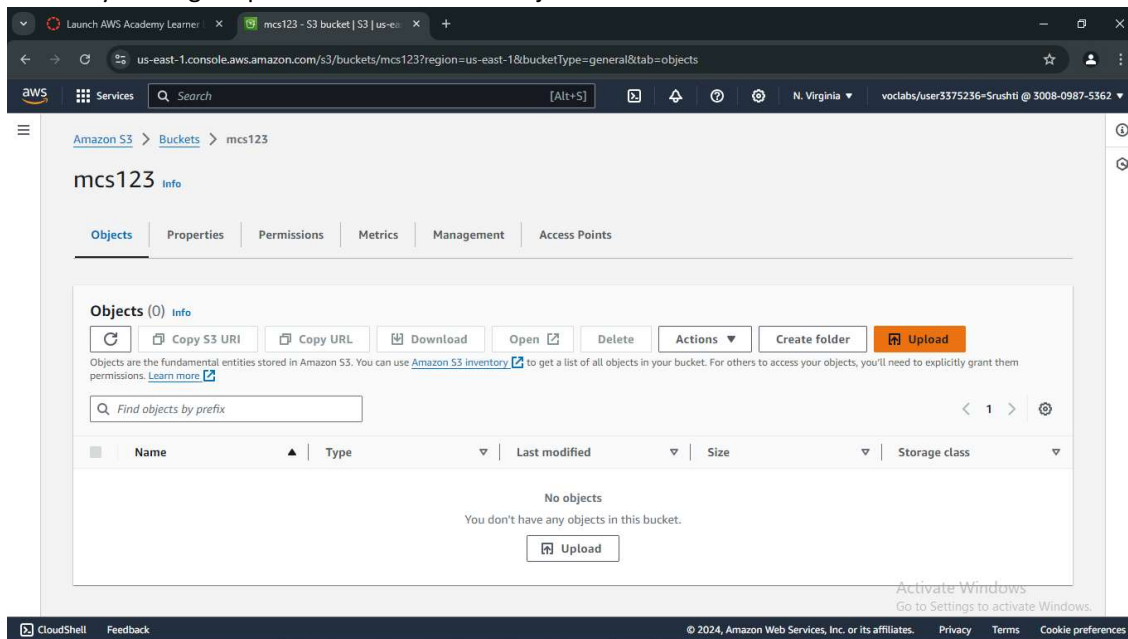 Launch AWS Academy Learner
mcs123 - S3 bucket | S3 | us-ea
us-east-1.console.aws.amazon.com/s3/buckets/mcs123?region=us-east-1&bucketType=general&tab=objects
aws Services Search [Alt+S] N. Virginia voclabs/user3375236=Srushti @ 3008-0987-5362
Amazon S3 > Buckets > mcs123
mcs123 Info
Objects Properties Permissions Metrics Management Access Points
Objects (0) Info
Copy S3 URI Copy URL Download Open Delete Actions Create folder Upload
Objects are the fundamental entities stored in Amazon S3. You can use Amazon S3 inventory to get a list of all objects in your bucket. For others to access your objects, you'll need to explicitly grant them
permissions. Learn more
Find objects by prefix
< 1 >
Name Type Last modified Size Storage class
No objects
You don't have any objects in this bucket.
Upload
Activate Windows
Go to Settings to activate Windows.
CloudShell Feedback © 2024, Amazon Web Services, Inc. or its affiliates. Privacy Terms Cookie preferences